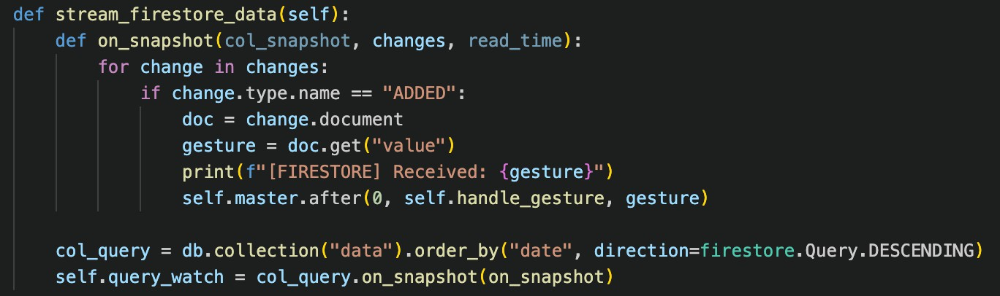 def stream_firestore_data(self):
    def on_snapshot(col_snapshot, changes, read_time):
        for change in changes:
            if change.type.name == "ADDED":
                doc = change.document
                gesture = doc.get("value")
                print(f"[FIRESTORE] Received: {gesture}")
                self.master.after(0, self.handle_gesture, gesture)

    col_query = db.collection("data").order_by("date", direction=firestore.Query.DESCENDING)
    self.query_watch = col_query.on_snapshot(on_snapshot)